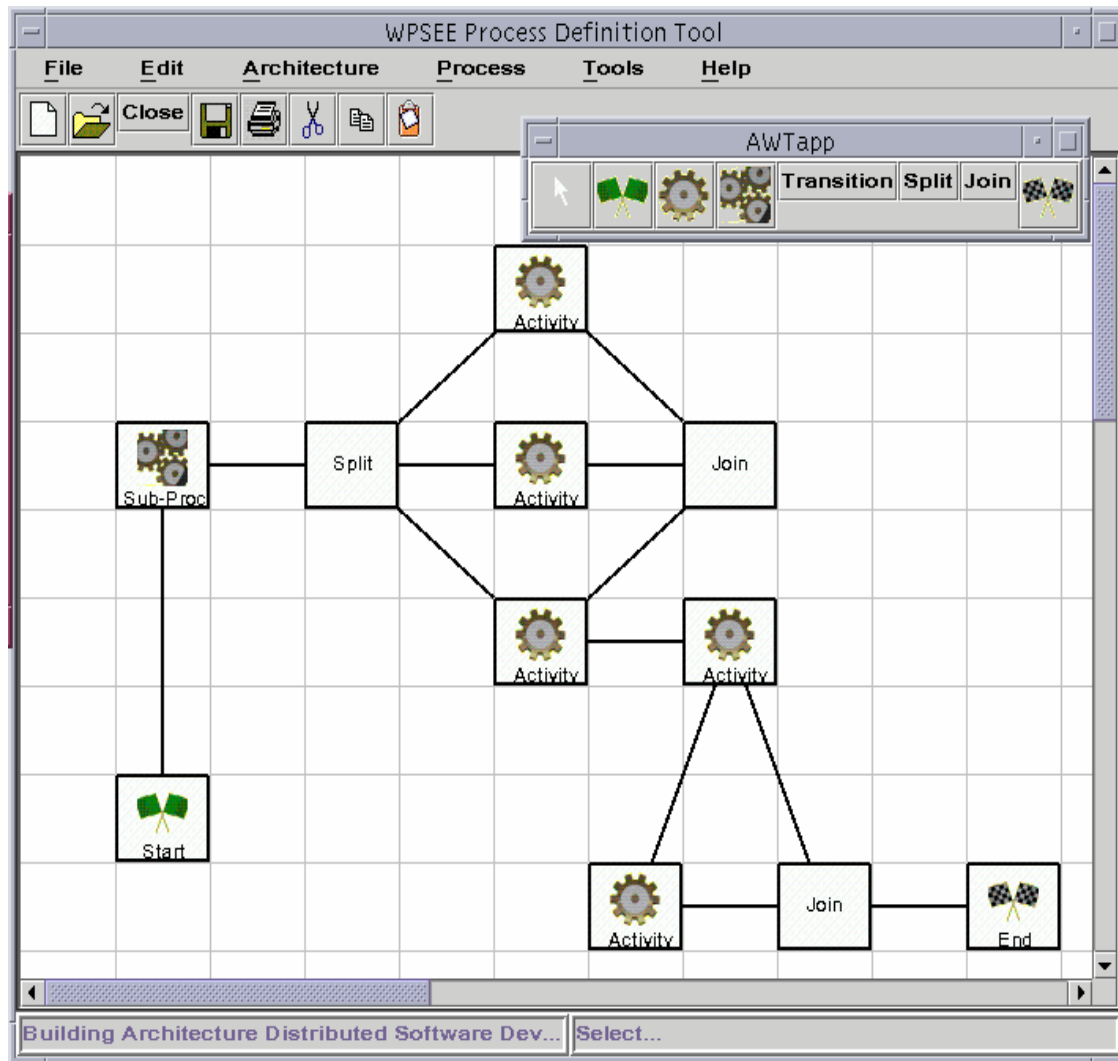 WPSEE Process Definition Tool
File Edit Architecture Process Tools Help
Close
AWTapp
Transition Split Join
Activity
Sub-Proc
Split
Activity
Join
Activity
Activity
Start
Activity
Join
End
Building Architecture Distributed Software Dev...
Select...